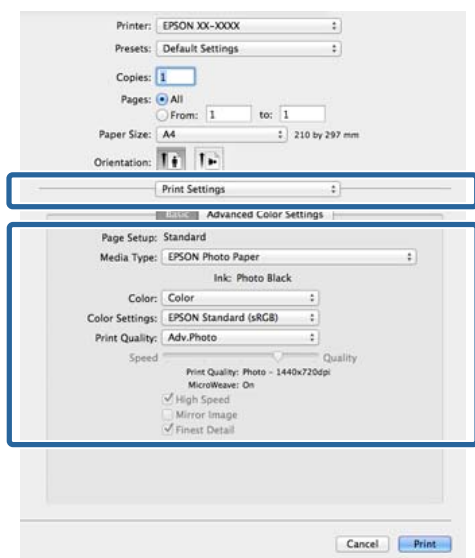 Printer: EPSON XX-XXXX
Presets: Default Settings
Copies: 1
Pages: All
From: 1 to: 1
Paper Size: A4 210 by 297 mm
Orientation:
Print Settings
Basic Advanced Color Settings
Page Setup: Standard
Media Type: EPSON Photo Paper
Ink: Photo Black
Color: Color
Color Settings: EPSON Standard (sRGB)
Print Quality: Adv.Photo
Speed Quality
Print Quality: Photo - 1440x720dpi
MicroWeave: On
High Speed
Mirror Image
Finest Detail
Cancel Print